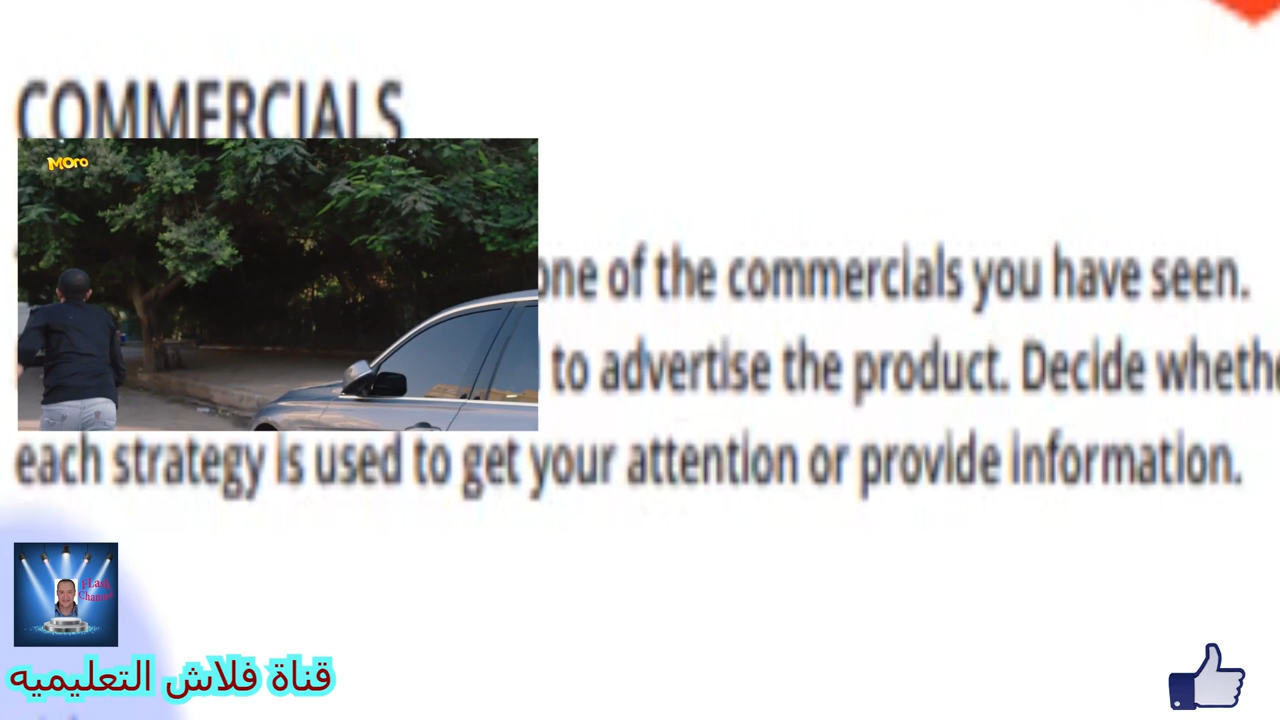 COMMERCIALS
MOro
one of the commercials you have seen.
to advertise the product. Decide
each strategy is used to get your attention or provide information.
FLash
قناة فلاش التعليميه